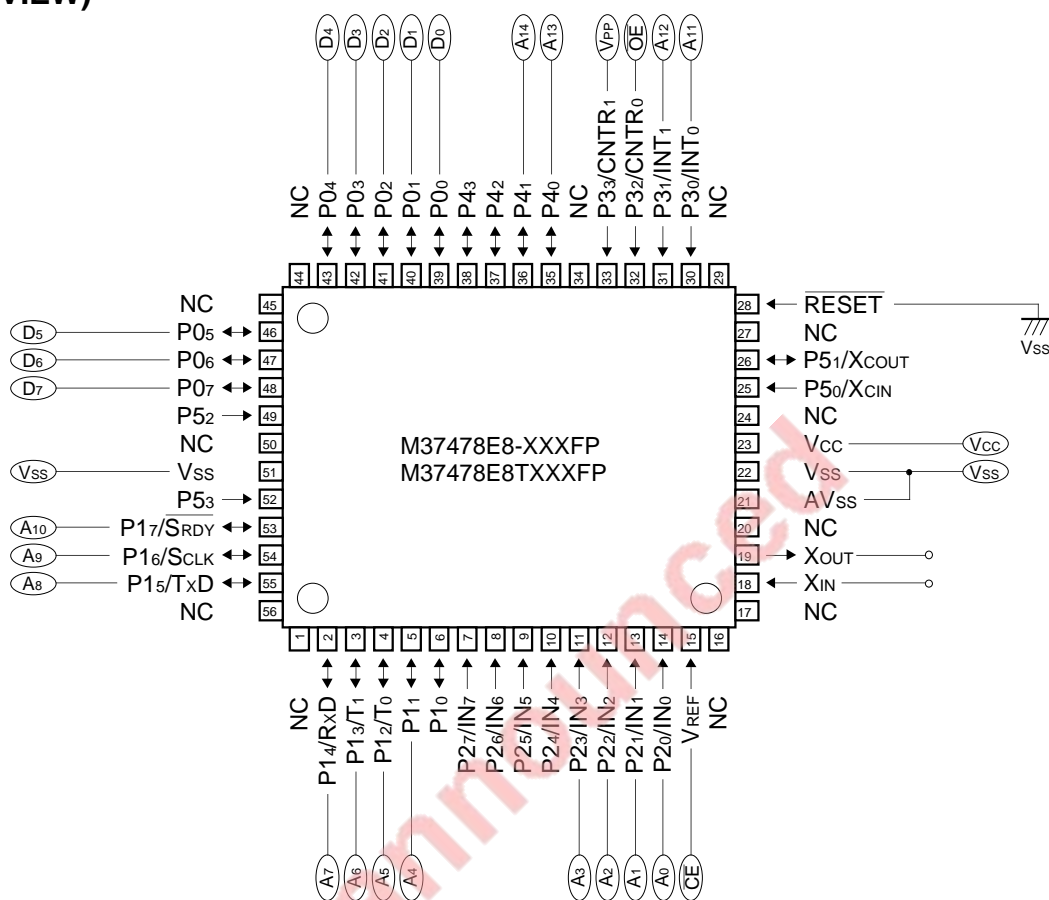 VIEW)
D4 D3 D2 D1 D0 A14 A13 VPP OE A12 A11
NC P04 P03 P02 P01 P00 P43 P42 P41 P40 NC P33/CNTR1 P32/CNTR0 P31/INT1 P30/INT0 NC
44 43 42 41 40 39 38 37 36 35 34 33 32 31 30 29
NC 45
D5 P05 46
D6 P06 47
D7 P07 48
P52 49
NC 50
Vss Vss 51
P53 52
A10 P17/SRDY 53
A9 P16/SCLK 54
A8 P15/TxD 55
NC 56
M37478E8-XXXFP
M37478E8TXXXFP
28 RESET
Vss
27 NC
26 P51/XCOUT
25 P50/XCIN
24 NC
23 VCC VCC
22 Vss Vss
21 AVss
20 NC
19 XOUT
18 XIN
17 NC
1 2 3 4 5 6 7 8 9 10 11 12 13 14 15 16
NC P14/RxD P13/T1 P12/T0 P11 P10 P27/IN7 P26/IN6 P25/IN5 P24/IN4 P23/IN3 P22/IN2 P21/IN1 P20/IN0 VREF NC
A7 A6 A5 A4 A3 A2 A1 A0 CE
nnounced